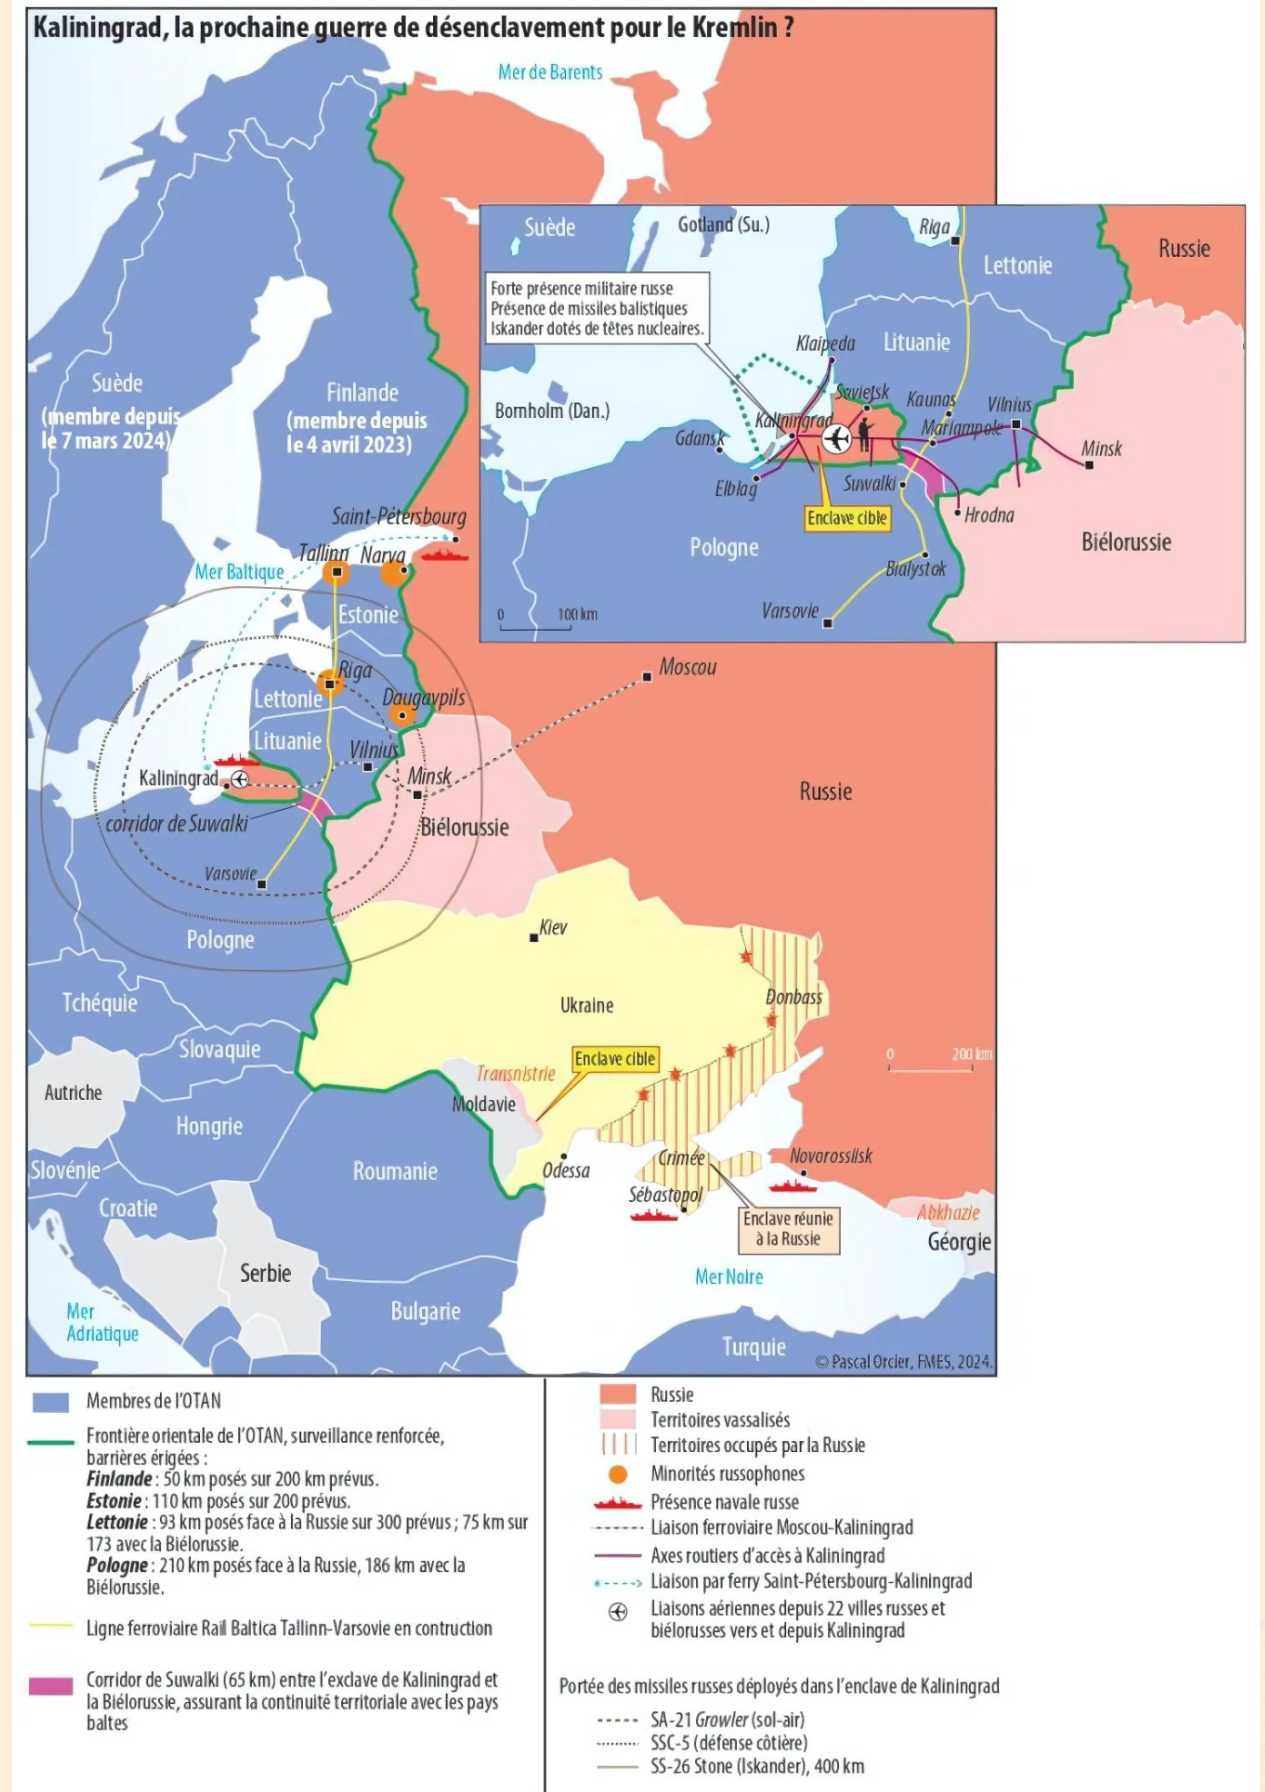 Kaliningrad, la prochaine guerre de désenclavement pour le Kremlin ?
Mer de Barents
Suède
(membre depuis
le 7 mars 2024)
Finlande
(membre depuis
le 4 avril 2023)
Saint-Pétersbourg
Tallinn
Narva
Mer Baltique
Estonie
Riga
Lettonie
Daugavpils
Lituanie
Vilnius
Kaliningrad
Minsk
corridor de Suwalki
Biélorussie
Varsovie
Pologne
Moscou
Russie
Kiev
Ukraine
Donbass
Tchéquie
Slovaquie
Autriche
Hongrie
Enclave cible
Transnistrie
Moldavie
0
200 km
Slovénie
Croatie
Roumanie
Odessa
Crimée
Sébastopol
Novorossiisk
Enclave réunie
à la Russie
Abkhazie
Géorgie
Serbie
Mer Noire
Mer
Adriatique
Bulgarie
Turquie
© Pascal Orcier, FMES, 2024.
Suède
Gotland (Su.)
Riga
Lettonie
Russie
Forte présence militaire russe
Présence de missiles balistiques
Iskander dotés de têtes nucleaires.
Klaipeda
Lituanie
Bornholm (Dan.)
Sovietsk
Kaunas
Vilnius
Kaliningrad
Mariampole
Gdansk
Minsk
Elblag
Suwalki
Enclave cible
Hrodna
Pologne
Biélorussie
Bialystok
Varsovie
0
100 km
Membres de l'OTAN
Frontière orientale de l'OTAN, surveillance renforcée,
barrières érigées :
Finlande : 50 km posés sur 200 km prévus.
Estonie : 110 km posés sur 200 prévus.
Lettonie : 93 km posés face à la Russie sur 300 prévus ; 75 km sur
173 avec la Biélorussie.
Pologne : 210 km posés face à la Russie, 186 km avec la
Biélorussie.
Ligne ferroviaire Rail Baltica Tallinn-Varsovie en contruction
Corridor de Suwalki (65 km) entre l'exclave de Kaliningrad et
la Biélorussie, assurant la continuité territoriale avec les pays
baltes
Russie
Territoires vassalisés
Territoires occupés par la Russie
Minorités russophones
Présence navale russe
Liaison ferroviaire Moscou-Kaliningrad
Axes routiers d'accès à Kaliningrad
Liaison par ferry Saint-Pétersbourg-Kaliningrad
Liaisons aériennes depuis 22 villes russes et
biélorusses vers et depuis Kaliningrad
Portée des missiles russes déployés dans l'enclave de Kaliningrad
SA-21 Growler (sol-air)
SSC-5 (défense côtière)
SS-26 Stone (Iskander), 400 km